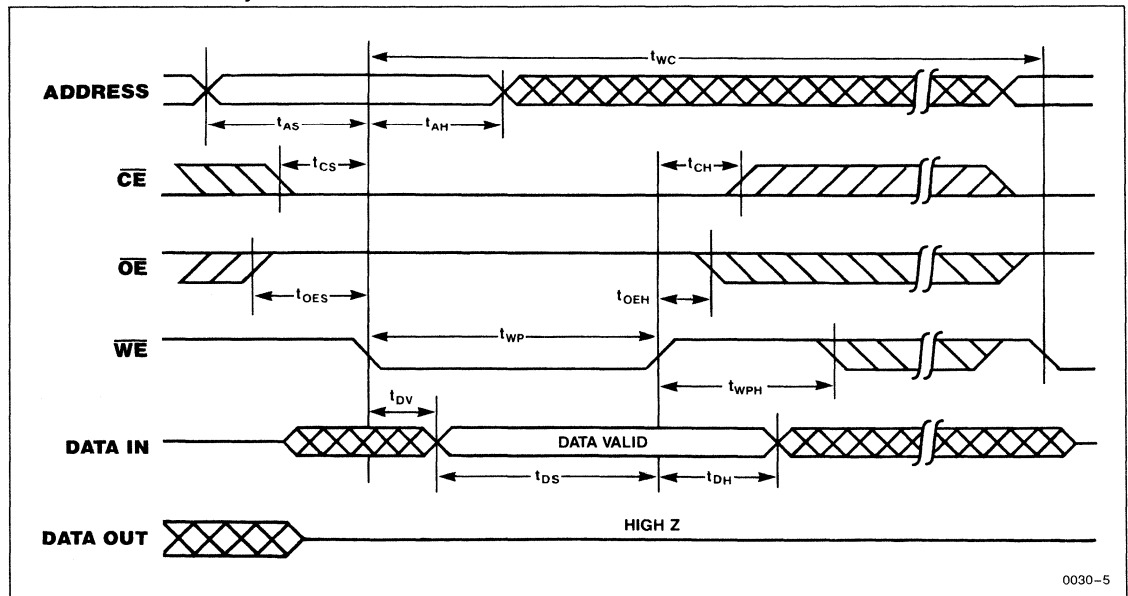 tWC
ADDRESS
tAS
tAH
CE
tCS
tCH
OE
tOES
tOEH
WE
tWP
tWPH
tDV
DATA IN
DATA VALID
tDS
tDH
DATA OUT
HIGH Z
0030–5